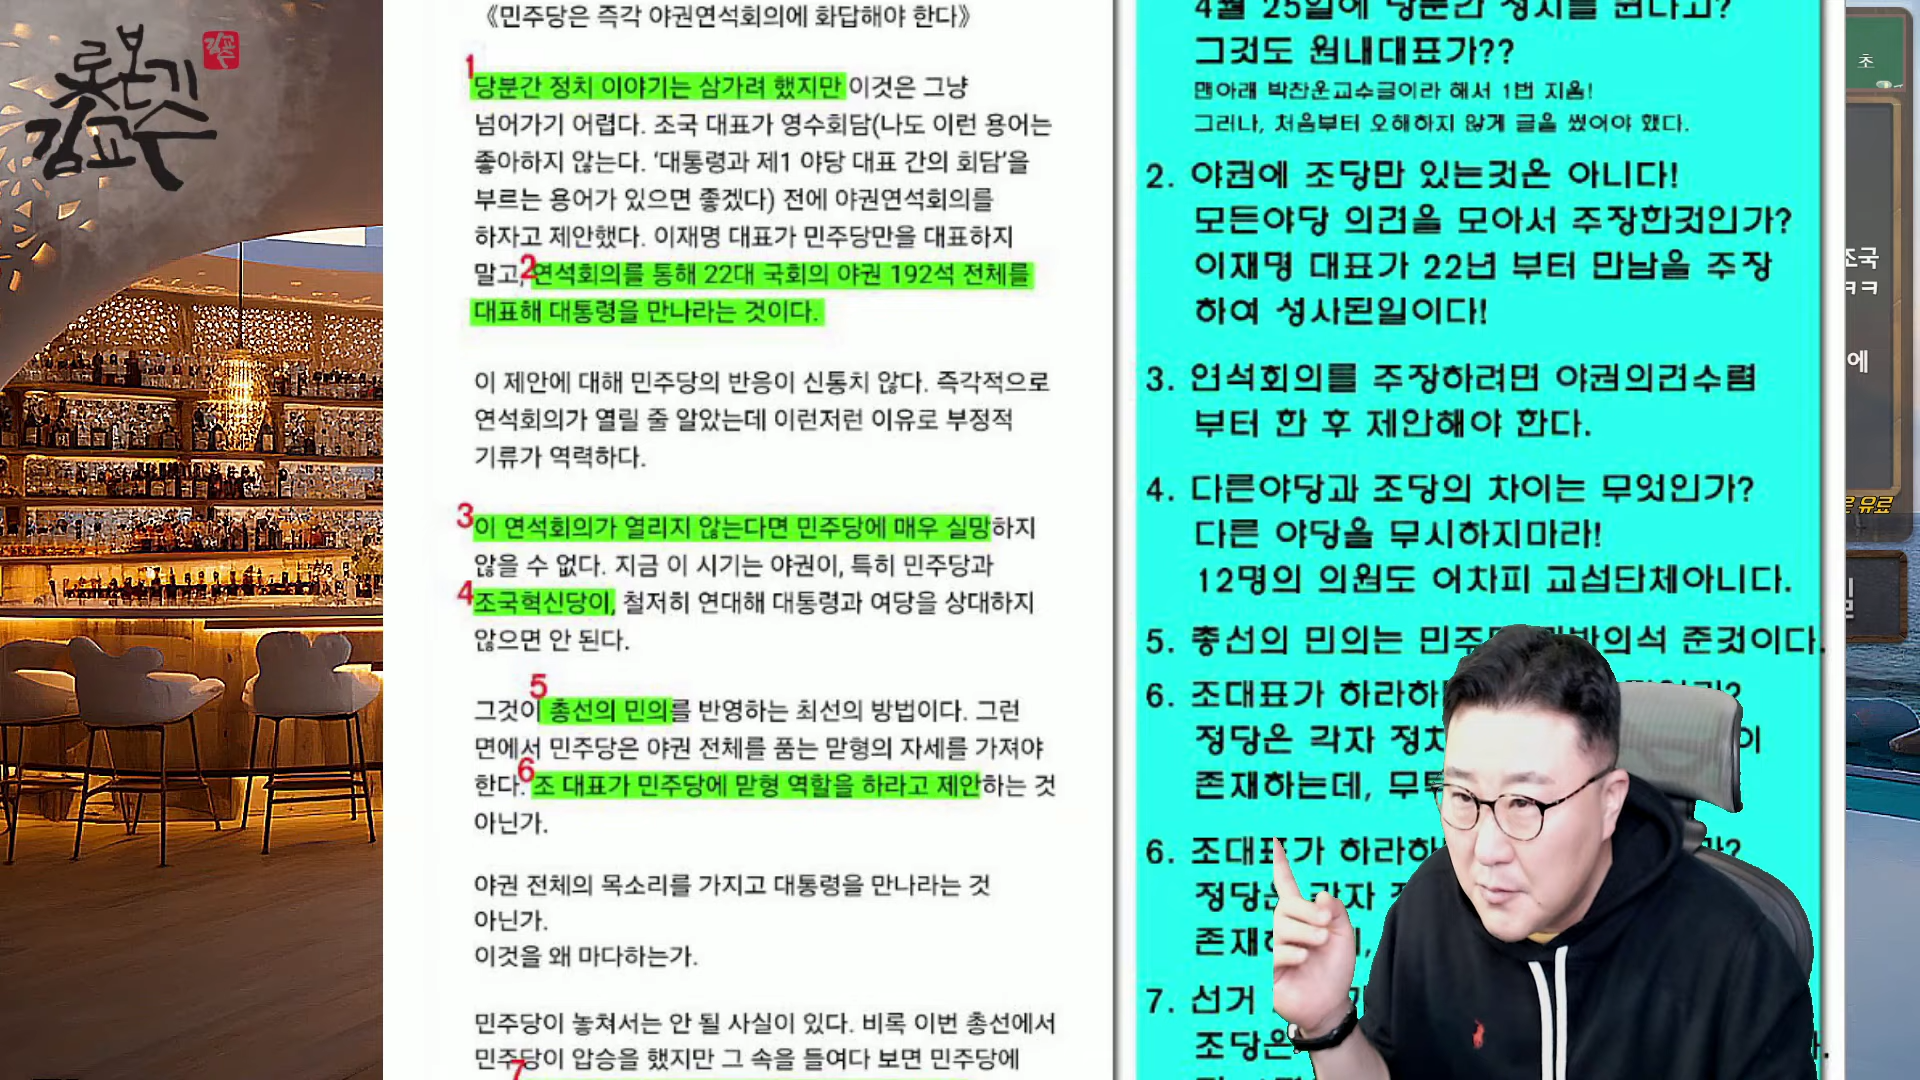 룻본기
김교수
《민주당은 즉각 야권연석회의에 화답해야 한다》
1
당분간 정치 이야기는 삼가려 했지만 이것은 그냥
넘어가기 어렵다. 조국 대표가 영수회담(나도 이런 용어는
좋아하지 않는다. '대통령과 제1 야당 대표 간의 회담'을
부르는 용어가 있으면 좋겠다) 전에 야권연석회의를
하자고 제안했다. 이재명 대표가 민주당만을 대표하지
말고, 2 연석회의를 통해 22대 국회의 야권 192석 전체를
대표해 대통령을 만나라는 것이다.
이 제안에 대해 민주당의 반응이 신통치 않다. 즉각적으로
연석회의가 열릴 줄 알았는데 이런저런 이유로 부정적
기류가 역력하다.
3 이 연석회의가 열리지 않는다면 민주당에 매우 실망하지
않을 수 없다. 지금 이 시기는 야권이, 특히 민주당과
4 조국혁신당이, 철저히 연대해 대통령과 여당을 상대하지
않으면 안 된다.
5
그것이 총선의 민의를 반영하는 최선의 방법이다. 그런
면에서 민주당은 야권 전체를 품는 맏형의 자세를 가져야
한다. 6 조 대표가 민주당에 맏형 역할을 하라고 제안하는 것
아닌가.
야권 전체의 목소리를 가지고 대통령을 만나라는 것
아닌가.
이것을 왜 마다하는가.
민주당이 놓쳐서는 안 될 사실이 있다. 비록 이번 총선에서
민주당이 압승을 했지만 그 속을 들여다 보면 민주당에
7
4월 25일에 당분간 정치를
그것도 원내대표가??
맨아래 박찬운교수글이라 해서 1번 지움!
그러나, 처음부터 오해하지 않게 글을 썼어야 했다.
2. 야권에 조당만 있는것은 아니다!
모든야당 의견을 모아서 주장한것인가?
이재명 대표가 22년 부터 만남을 주장
하여 성사된일이다!
3. 연석회의를 주장하려면 야권의견수렴
부터 한 후 제안해야 한다.
4. 다른야당과 조당의 차이는 무엇인가?
다른 야당을 무시하지마라!
12명의 의원도 어차피 교섭단체아니다.
5. 총선의 민의는 준것이다.
6. 조대표가
정당은 각자
존재하는데,
6. 조대표가
정당은 각자
7. 선거
조당은
초
조국
ㅋㅋ
에
유료